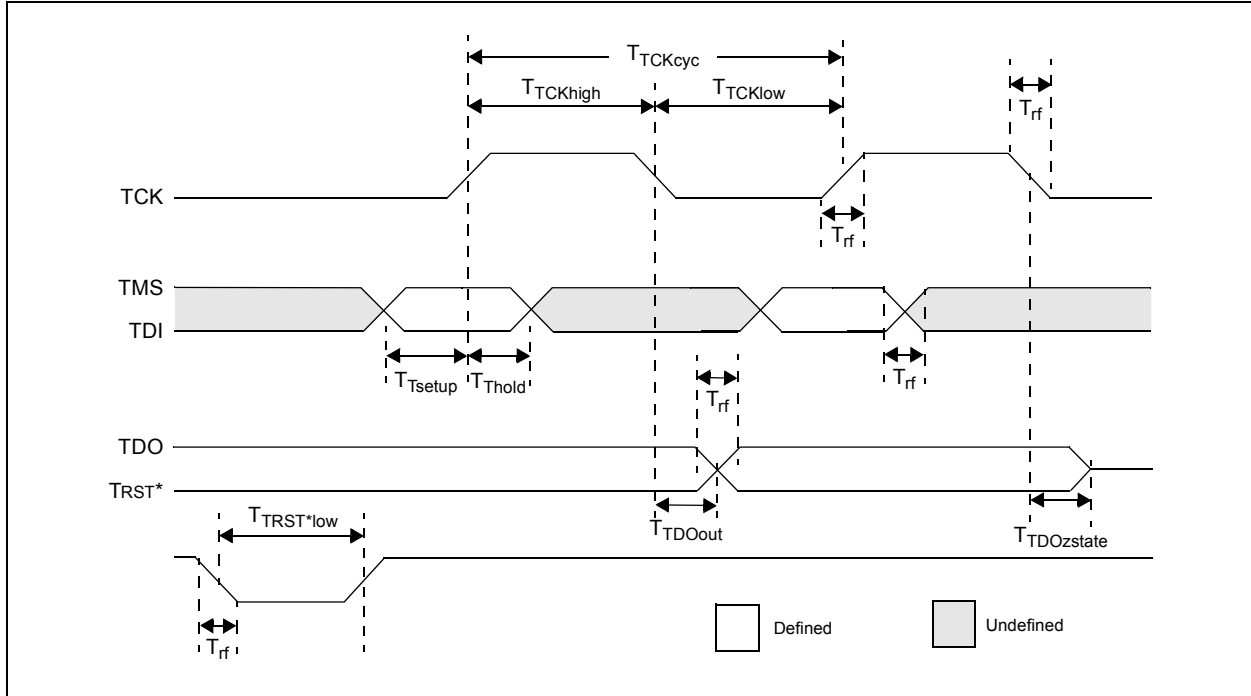 T_TCKcyc
T_TCKhigh
T_TCKlow
T_rf
TCK
T_rf
TMS
TDI
T_Tsetup
T_Thold
T_rf
T_rf
TDO
TRST*
T_TRST*low
T_TDOout
T_TDOzstate
T_rf
Defined
Undefined